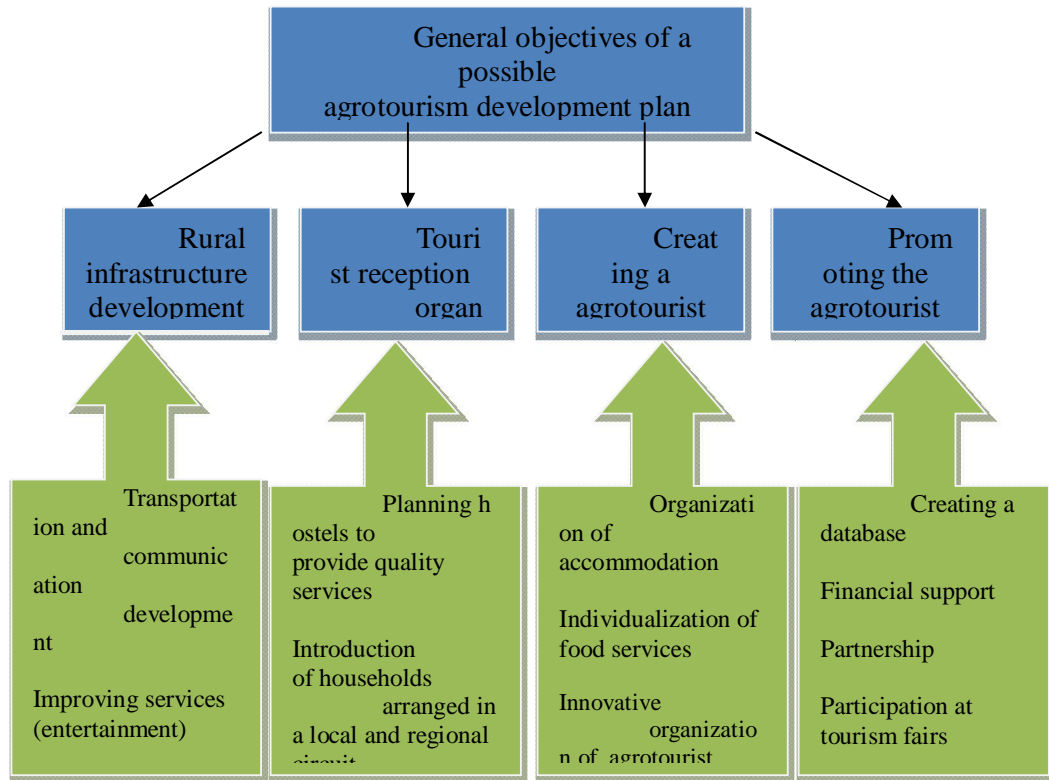 General objectives of a
possible
agrotourism development plan
Rural
infrastructure
development
Touri
st reception
organ
Creat
ing a
agrotourist
Prom
oting the
agrotourist
Transportat
ion and
communic
ation
developme
nt
Improving services
(entertainment)
Planning h
ostels to
provide quality
services
Introduction
of households
arranged in
a local and regional
circuit
Organizati
on of
accommodation
Individualization of
food services
Innovative
organizatio
n of agrotourist
Creating a
database
Financial support
Partnership
Participation at
tourism fairs